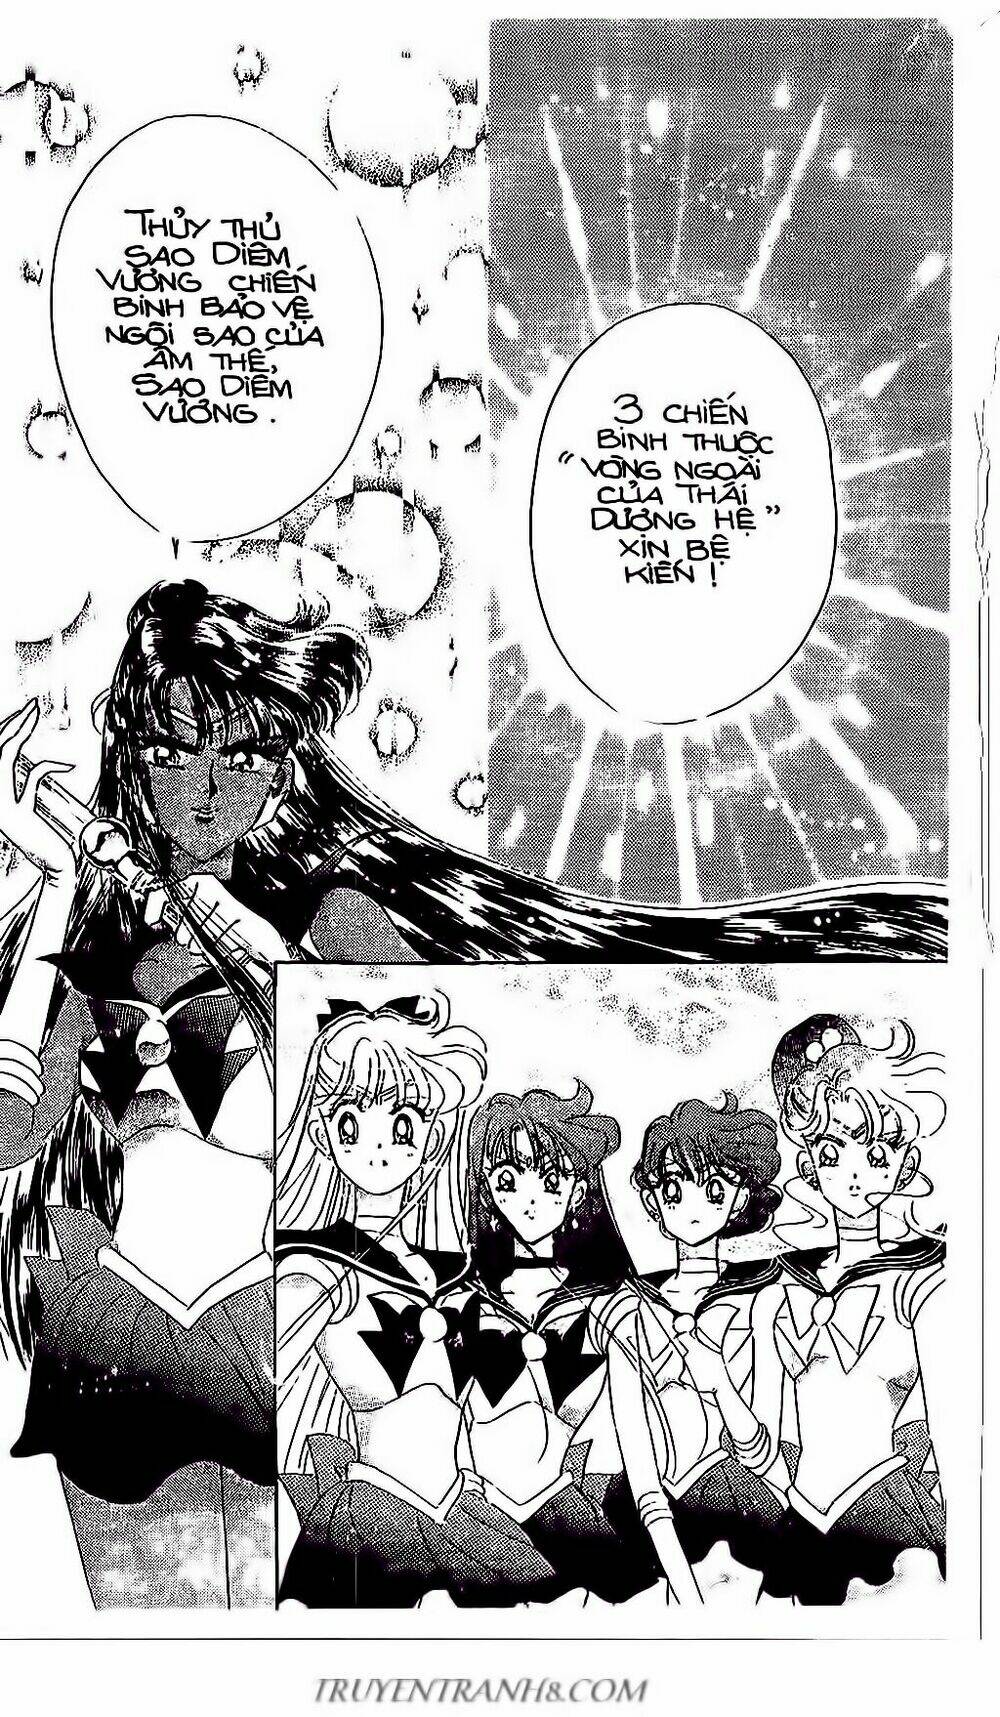 THỦY THỦ
SAO DIÊM
VƯƠNG CHIẾN
BINH BẢO VỆ
NGÔI SAO CỦA
ÂM THẾ,
SAO DIÊM
VƯƠNG.
3 CHIẾN
BINH THUỘC
"VÒNG NGOÀI
CỦA THÁI
DƯƠNG HỆ"
XIN BỆ
KIẾN!
TRUYENTRANH8.COM